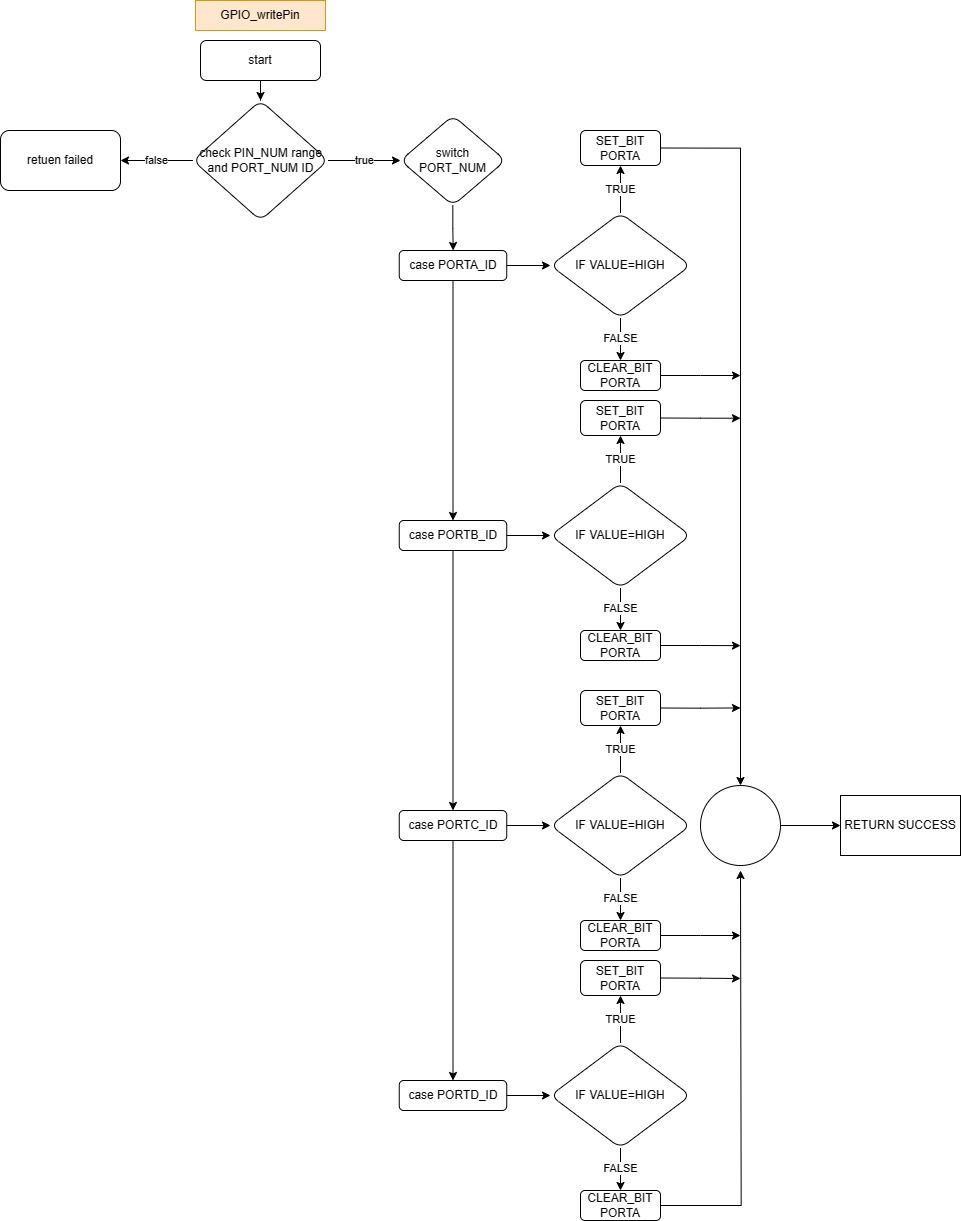 GPIO_writePin
start
retuen failed
false
check PIN_NUM range
and PORT_NUM ID
true
switch
PORT_NUM
SET_BIT
PORTA
TRUE
case PORTA_ID
IF VALUE=HIGH
FALSE
CLEAR_BIT
PORTA
SET_BIT
PORTA
TRUE
case PORTB_ID
IF VALUE=HIGH
FALSE
CLEAR_BIT
PORTA
SET_BIT
PORTA
TRUE
case PORTC_ID
IF VALUE=HIGH
RETURN SUCCESS
FALSE
CLEAR_BIT
PORTA
SET_BIT
PORTA
TRUE
case PORTD_ID
IF VALUE=HIGH
FALSE
CLEAR_BIT
PORTA